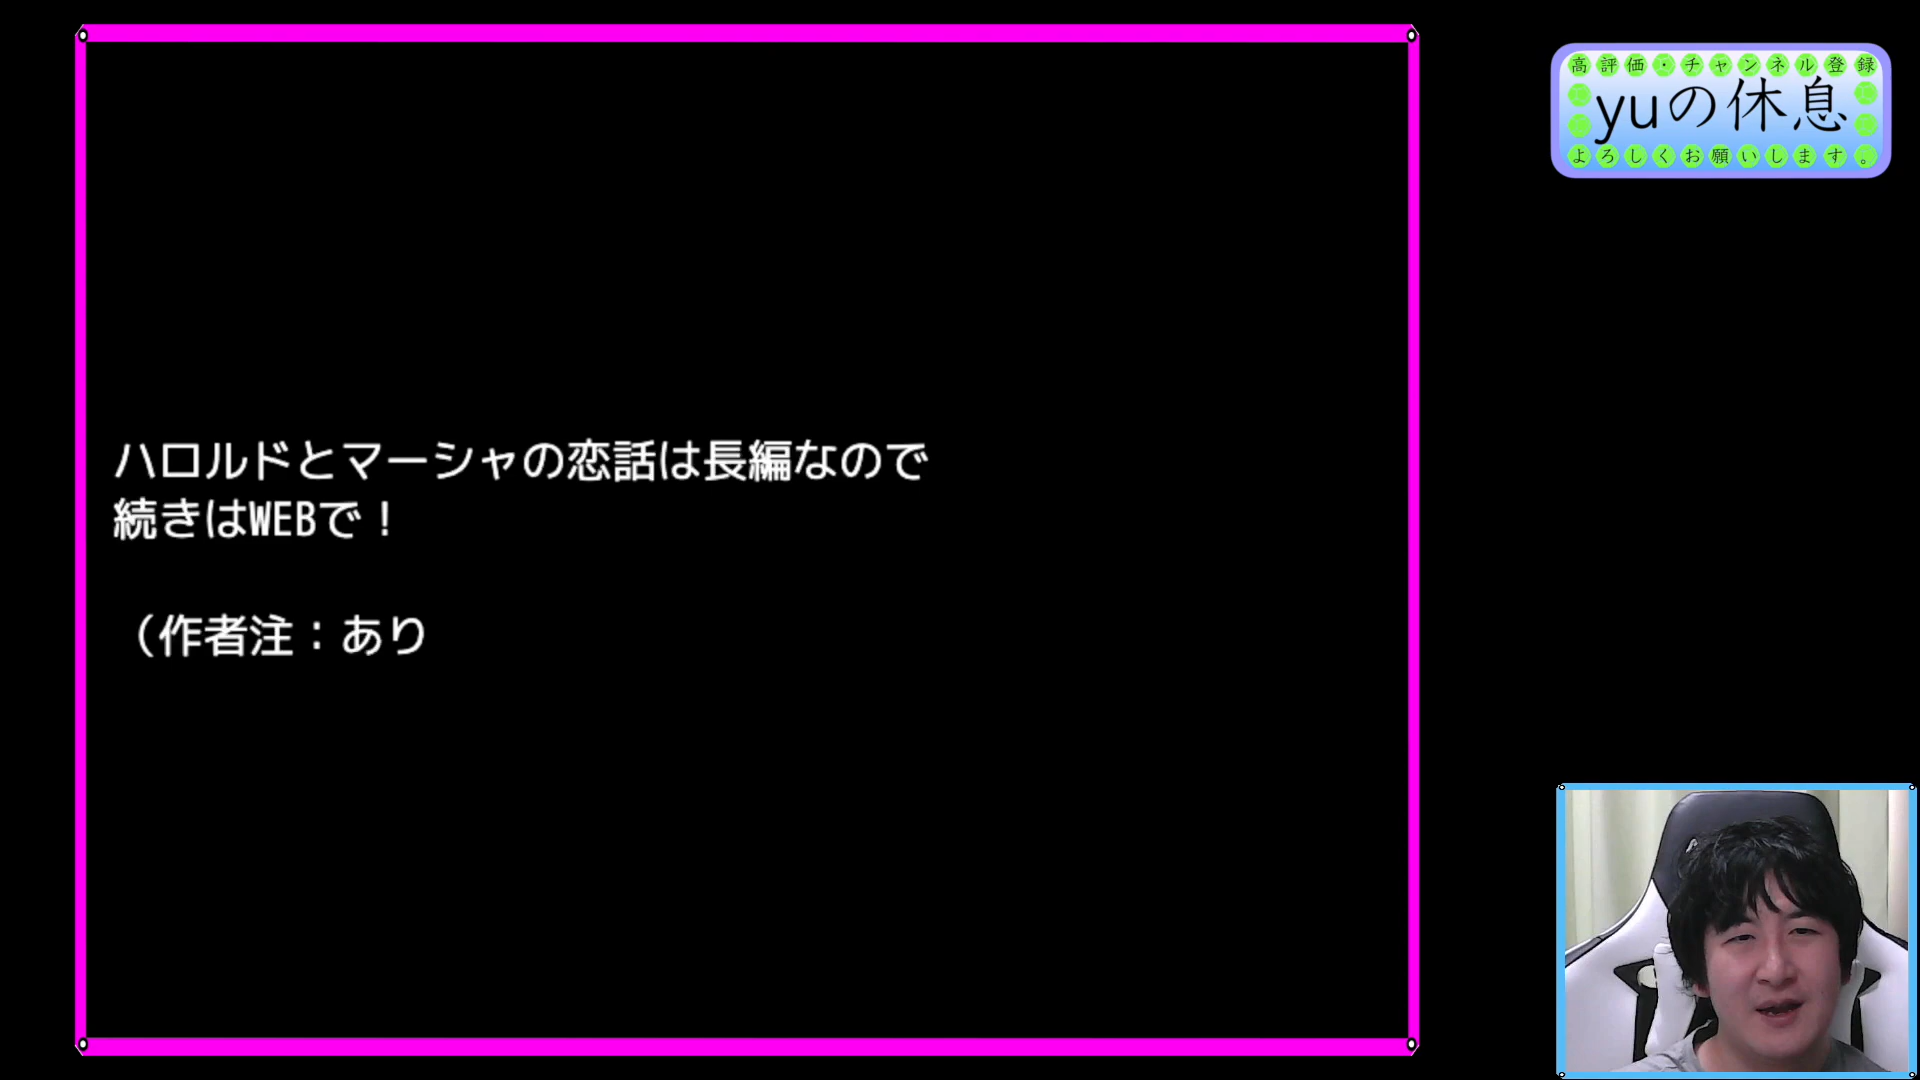 ハロルドとマーシャの恋話は長編なので
続きはWEBで！
（作者注：あり
高評価・チャンネル登録
yuの休息
よろしくお願いします。